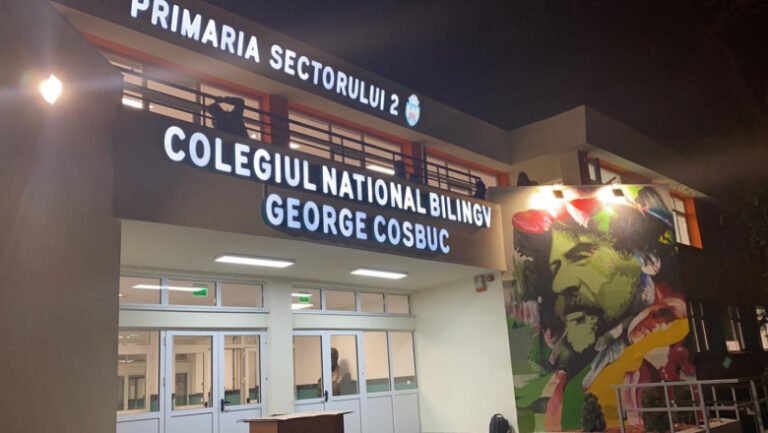 PRIMARIA SECTORULUI 2
COLEGIUL NATIONAL BILINGV
GEORGE COSBUC